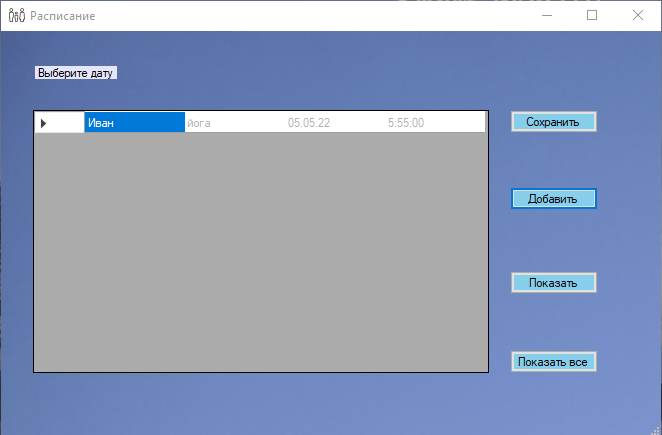 Расписание
Выберите дату
Иван йога 05.05.22 5:55:00
Сохранить
Добавить
Показать
Показать все